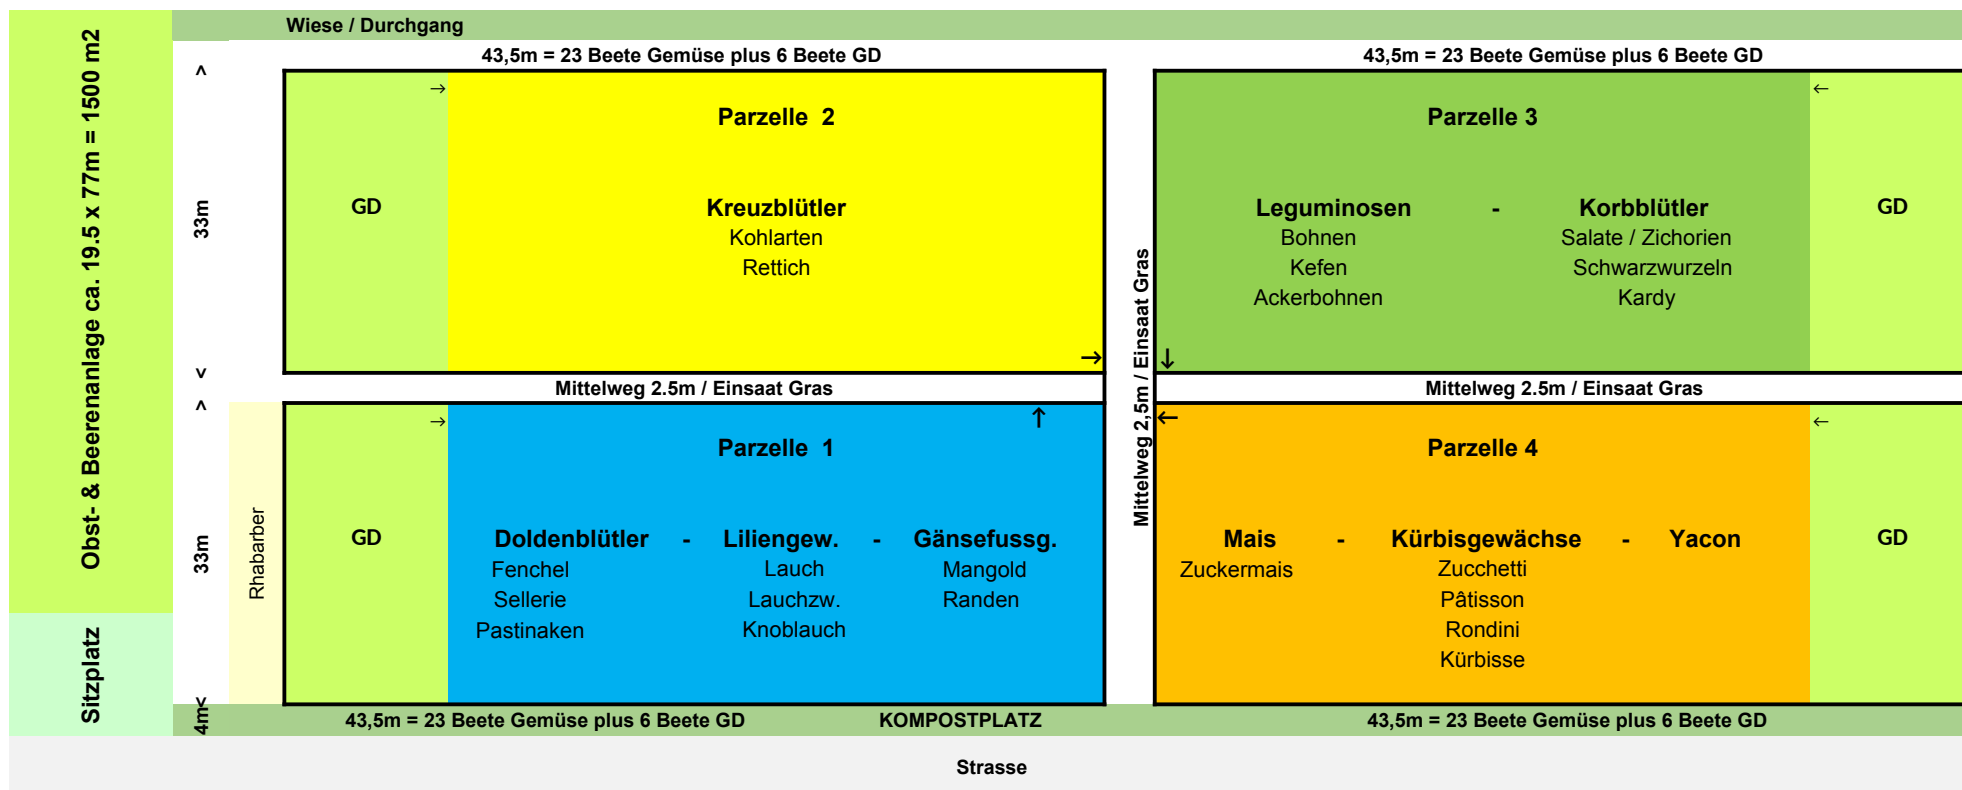 Wiese / Durchgang
43,5m = 23 Beete Gemüse plus 6 Beete GD
43,5m = 23 Beete Gemüse plus 6 Beete GD
Obst- & Beerenanlage ca. 19.5 x 77m = 1500 m2
Sitzplatz
<
33m
>
→
GD
Parzelle 2
Kreuzblütler
Kohlarten
Rettich
→
Mittelweg 2,5m / Einsaat Gras
Parzelle 3
←
Leguminosen - Korbblütler
Bohnen Salate / Zichorien
Kefen Schwarzwurzeln
Ackerbohnen Kardy
GD
↓
Mittelweg 2.5m / Einsaat Gras
Mittelweg 2.5m / Einsaat Gras
<
33m
>
4m
Rhabarber
→
GD
↑
Parzelle 1
Doldenblütler - Liliengew. - Gänsefussg.
Fenchel Lauch Mangold
Sellerie Lauchzw. Randen
Pastinaken Knoblauch
←
Parzelle 4
←
Mais - Kürbisgewächse - Yacon
Zuckermais Zucchetti
Pâtisson
Rondini
Kürbisse
GD
43,5m = 23 Beete Gemüse plus 6 Beete GD KOMPOSTPLATZ
43,5m = 23 Beete Gemüse plus 6 Beete GD
Strasse